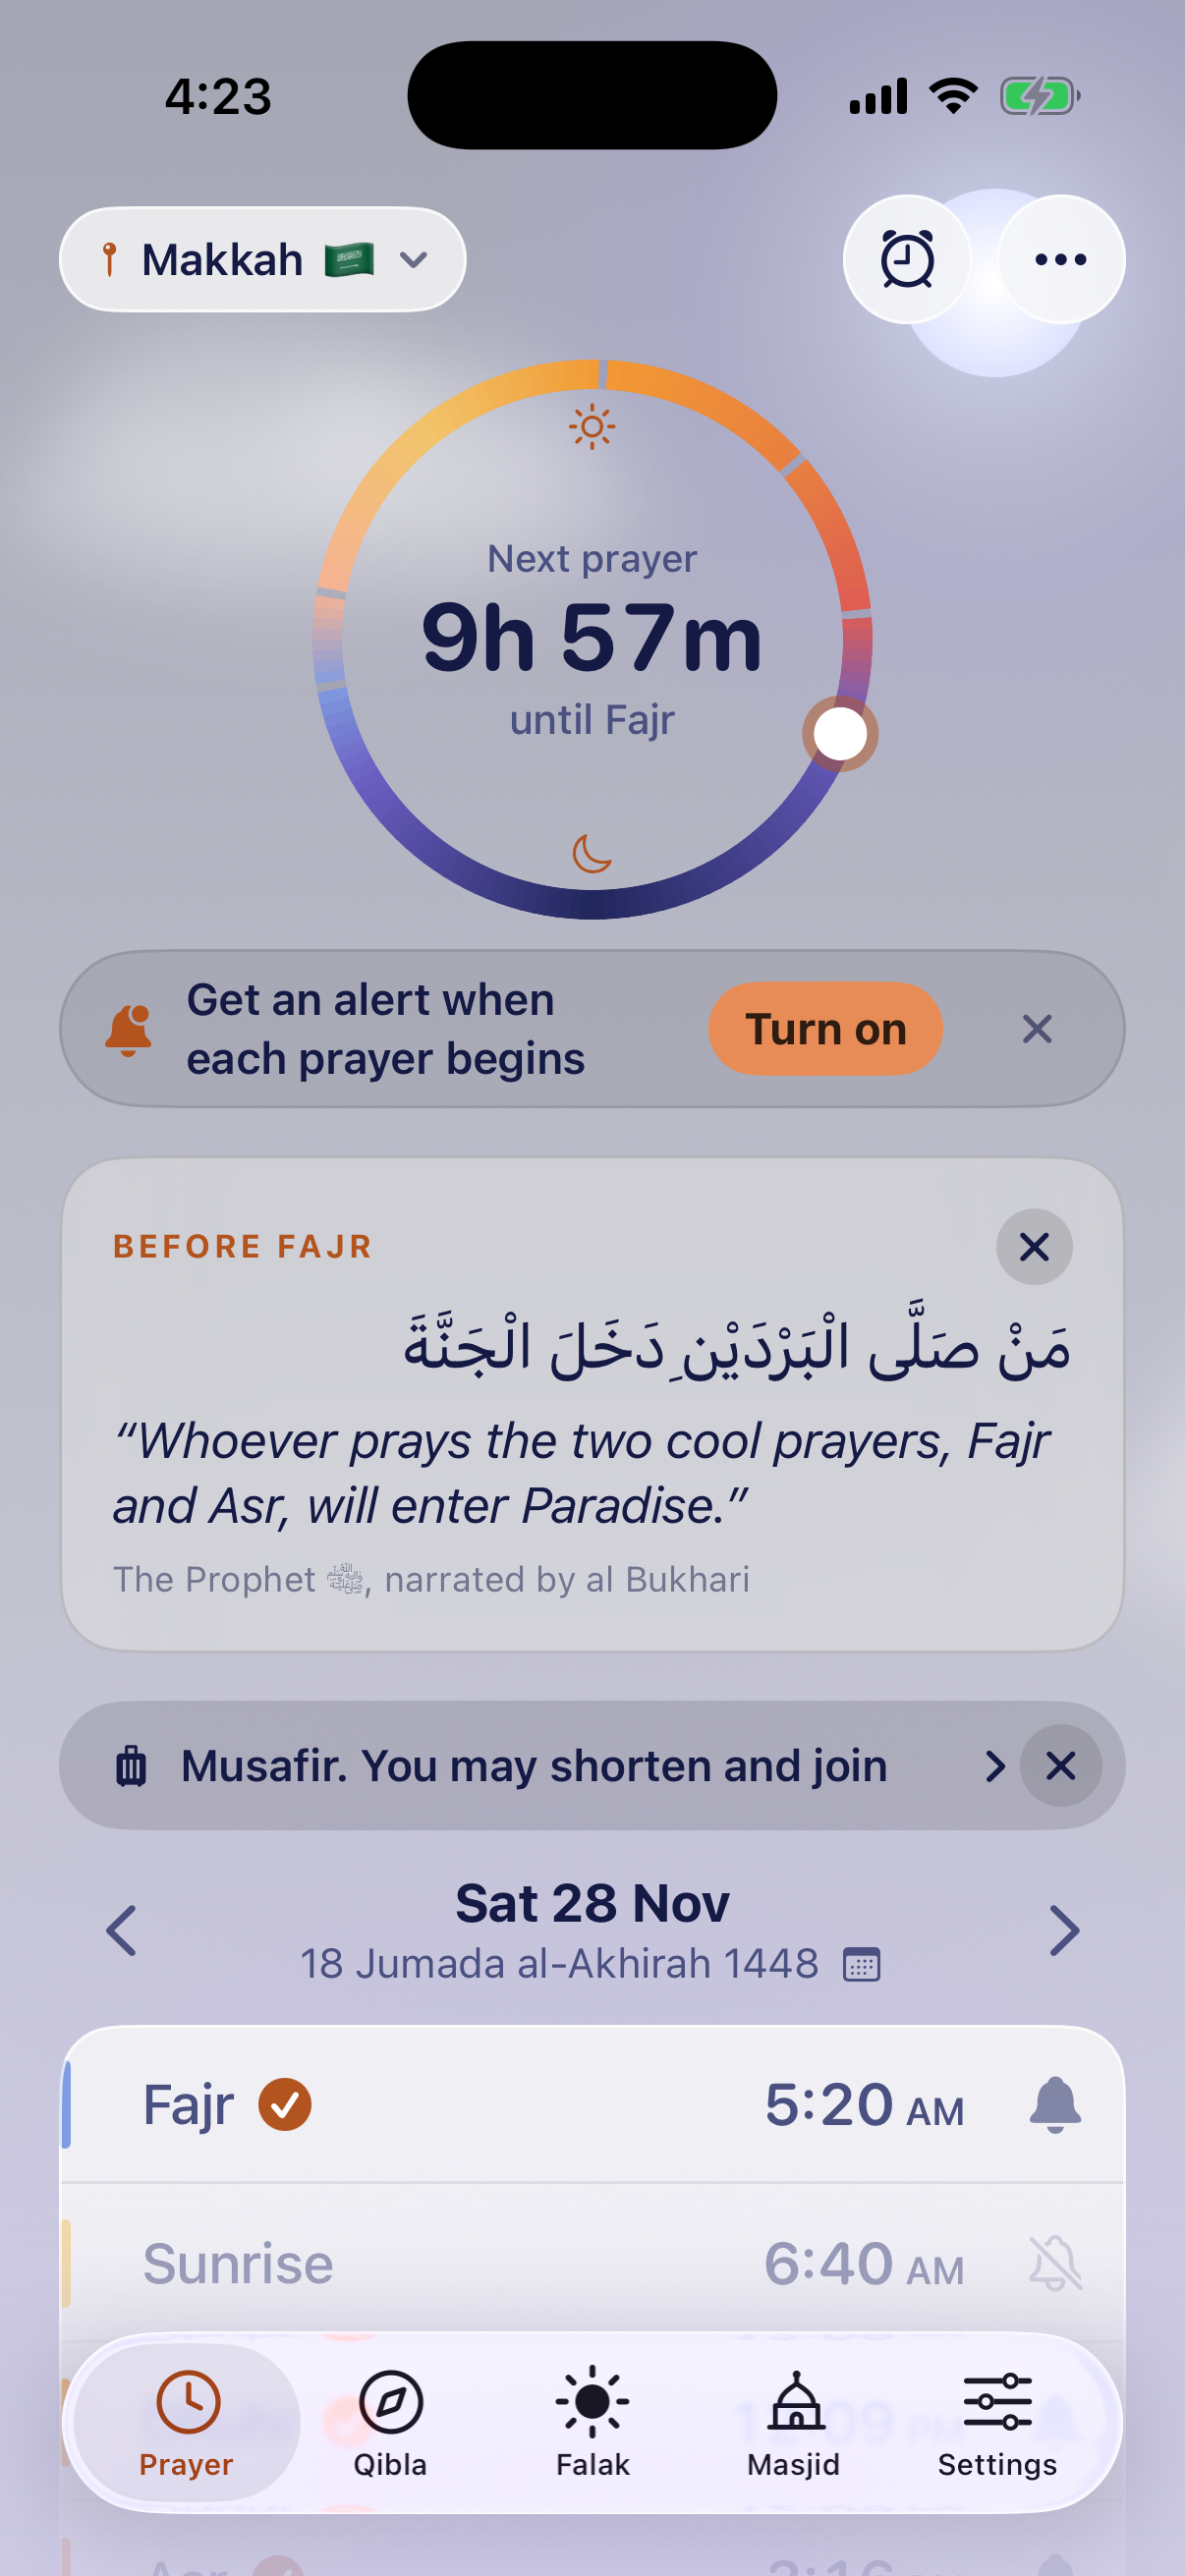 4:23
Makkah
Next prayer
9h 57m
until Fajr
Get an alert when
each prayer begins
Turn on
BEFORE FAJR
مَنْ صَلَّى الْبَرْدَيْنِ دَخَلَ الْجَنَّةَ
“Whoever prays the two cool prayers, Fajr
and Asr, will enter Paradise.”
The Prophet ﷺ, narrated by al Bukhari
Musafir. You may shorten and join
Sat 28 Nov
18 Jumada al-Akhirah 1448
Fajr 5:20 AM
Sunrise 6:40 AM
Prayer Qibla Falak Masjid Settings